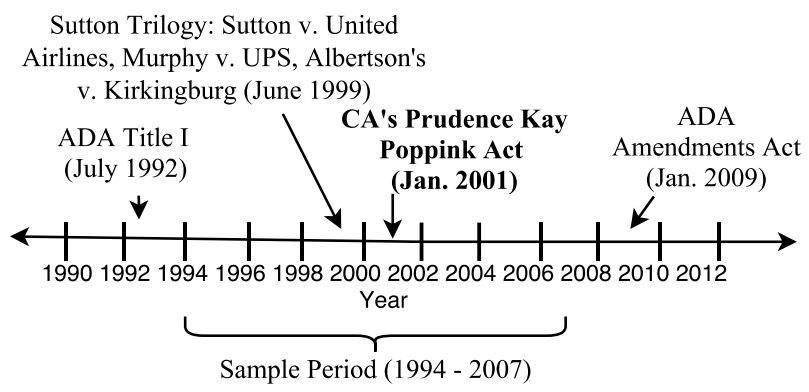 Sutton Trilogy: Sutton v. United
Airlines, Murphy v. UPS, Albertson's
v. Kirkingburg (June 1999)
CA's Prudence Kay
Poppink Act
(Jan. 2001)
ADA Title I
(July 1992)
ADA
Amendments Act
(Jan. 2009)
1990 1992 1994 1996 1998 2000 2002 2004 2006 2008 2010 2012
Year
Sample Period (1994 - 2007)